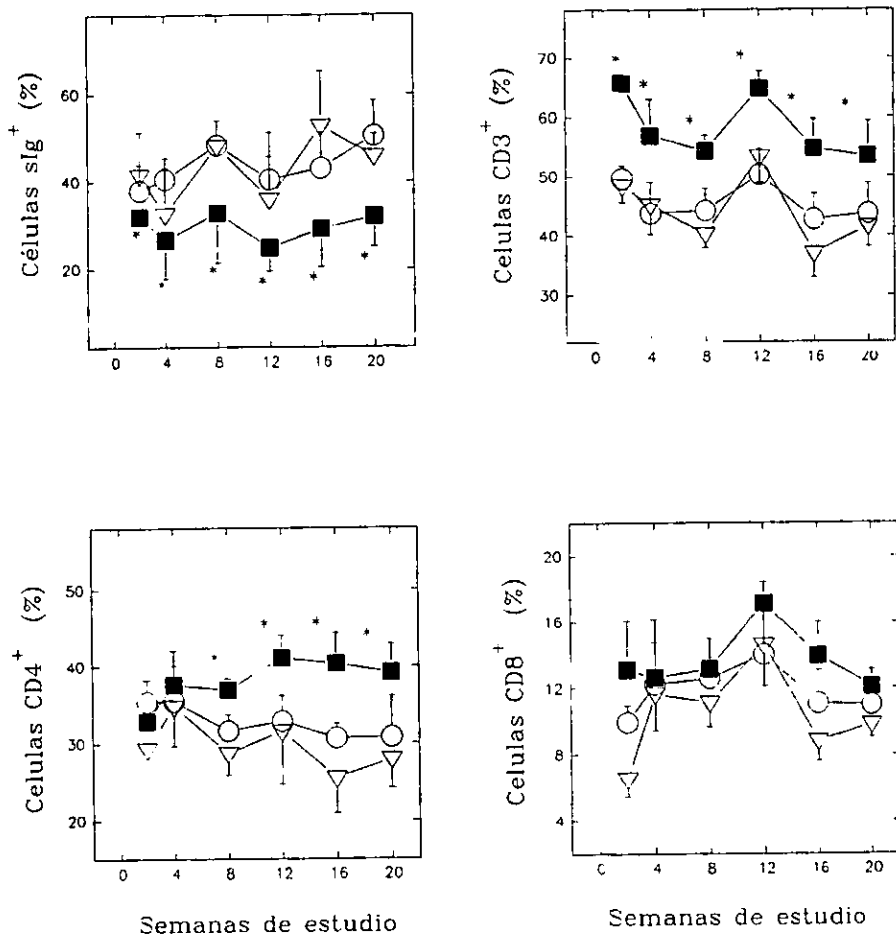 Células sIg+ (%)
60
40
20
0 4 8 12 16 20
* * * * * *
Celulas CD3+ (%)
70
60
50
40
30
0 4 8 12 16 20
* * * * * *
Celulas CD4+ (%)
50
40
30
20
0 4 8 12 16 20
* * * *
Semanas de estudio
Celulas CD8+ (%)
20
16
12
8
4
C 4 8 12 16 20
Semanas de estudio